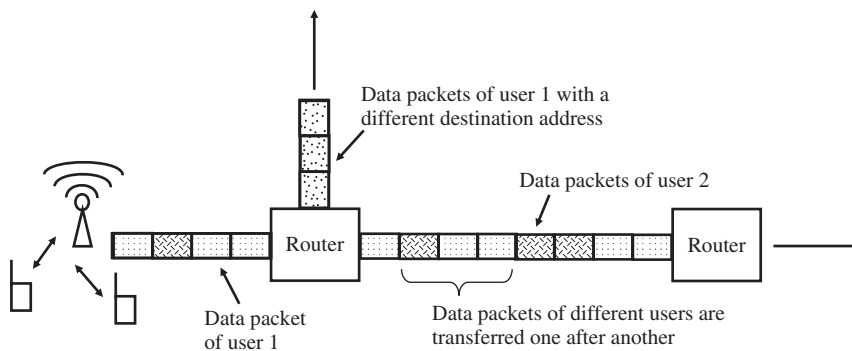 Data packets of user 1 with a
different destination address
Data packets of user 2
Router
Router
Data packet
of user 1
Data packets of different users are
transferred one after another